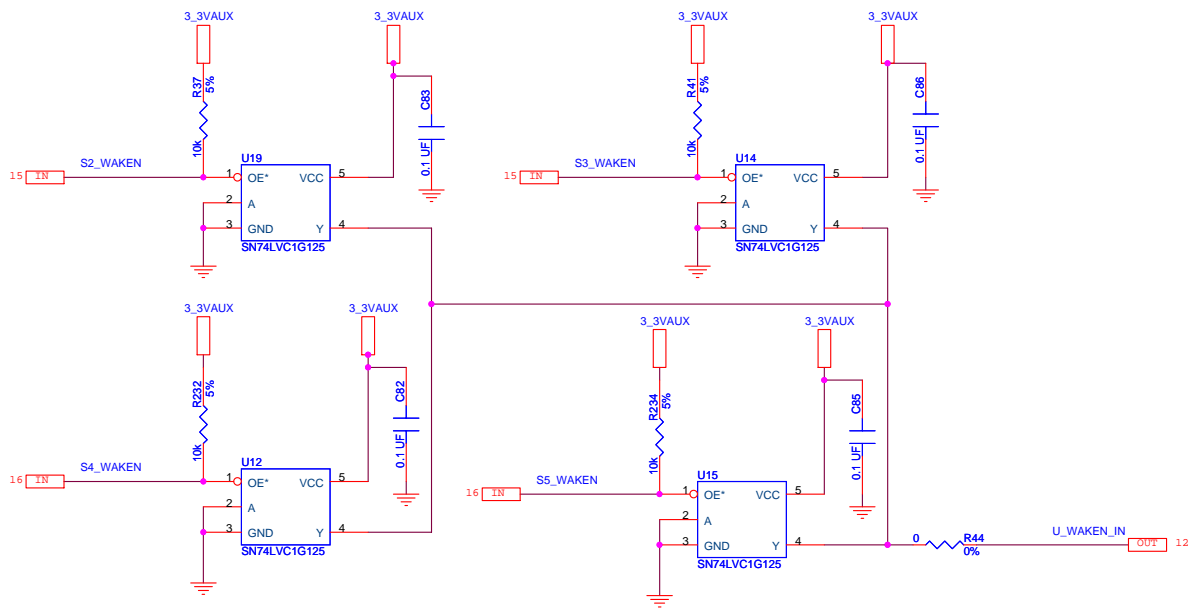 3_3VAUX
3_3VAUX
R37
5%
10k
C83
0.1 UF
S2_WAKEN
15 IN
U19
1 OE* VCC 5
2 A
3 GND Y 4
SN74LVC1G125
3_3VAUX
3_3VAUX
R41
5%
10k
C86
0.1 UF
S3_WAKEN
15 IN
U14
1 OE* VCC 5
2 A
3 GND Y 4
SN74LVC1G125
3_3VAUX
3_3VAUX
R232
5%
10k
C82
0.1 UF
S4_WAKEN
16 IN
U12
1 OE* VCC 5
2 A
3 GND Y 4
SN74LVC1G125
3_3VAUX
3_3VAUX
R234
5%
10k
C85
0.1 UF
S5_WAKEN
16 IN
U15
1 OE* VCC 5
2 A
3 GND Y 4
SN74LVC1G125
0 R44
0%
U_WAKEN_IN
OUT 12